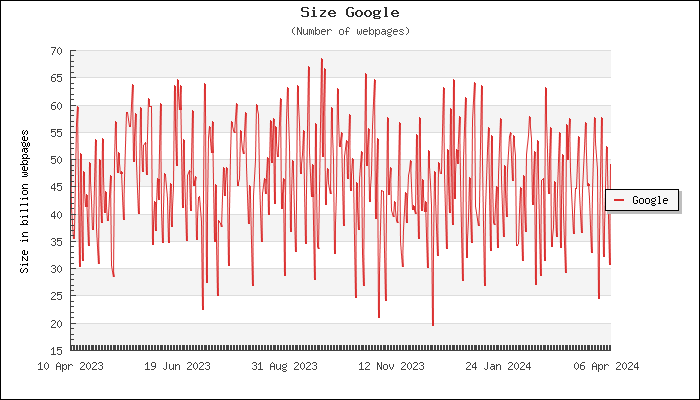 Size Google
(Number of webpages)
Size in billion webpages
70
65
60
55
50
45
40
35
30
25
20
15
10 Apr 2023 19 Jun 2023 31 Aug 2023 12 Nov 2023 24 Jan 2024 06 Apr 2024
Google